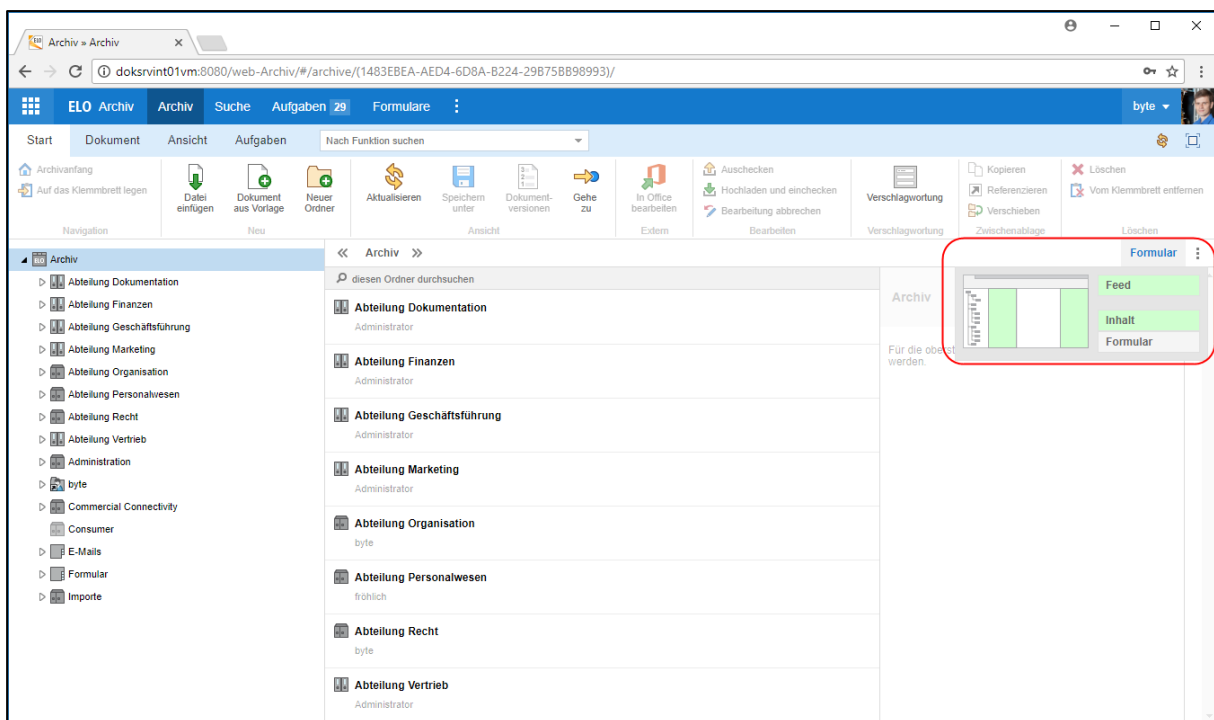 Archiv » Archiv
doksrvint01vm:8080/web-Archiv/#/archive/(1483EBEA-AED4-6D8A-B224-29B75BB98993)/
ELO Archiv Archiv Suche Aufgaben 29 Formulare byte
Start Dokument Ansicht Aufgaben Nach Funktion suchen
Archivanfang
Auf das Klemmbrett legen
Navigation
Datei einfügen
Dokument aus Vorlage
Neuer Ordner
Neu
Aktualisieren
Speichern unter
Dokument-versionen
Gehe zu
Ansicht
In Office bearbeiten
Extern
Auschecken
Hochladen und einchecken
Bearbeitung abbrechen
Bearbeiten
Verschlagwortung
Verschlagwortung
Kopieren
Referenzieren
Verschieben
Zwischenablage
Löschen
Vom Klemmbrett entfernen
Löschen
Archiv
Abteilung Dokumentation
Abteilung Finanzen
Abteilung Geschäftsführung
Abteilung Marketing
Abteilung Organisation
Abteilung Personalwesen
Abteilung Recht
Abteilung Vertrieb
Administration
byte
Commercial Connectivity
Consumer
E-Mails
Formular
Importe
Archiv
diesen Ordner durchsuchen
Abteilung Dokumentation
Administrator
Abteilung Finanzen
Administrator
Abteilung Geschäftsführung
Administrator
Abteilung Marketing
Administrator
Abteilung Organisation
byte
Abteilung Personalwesen
fröhlich
Abteilung Recht
byte
Abteilung Vertrieb
Administrator
Formular
Feed
Inhalt
Formular
Archiv
Für die oberst
werden.